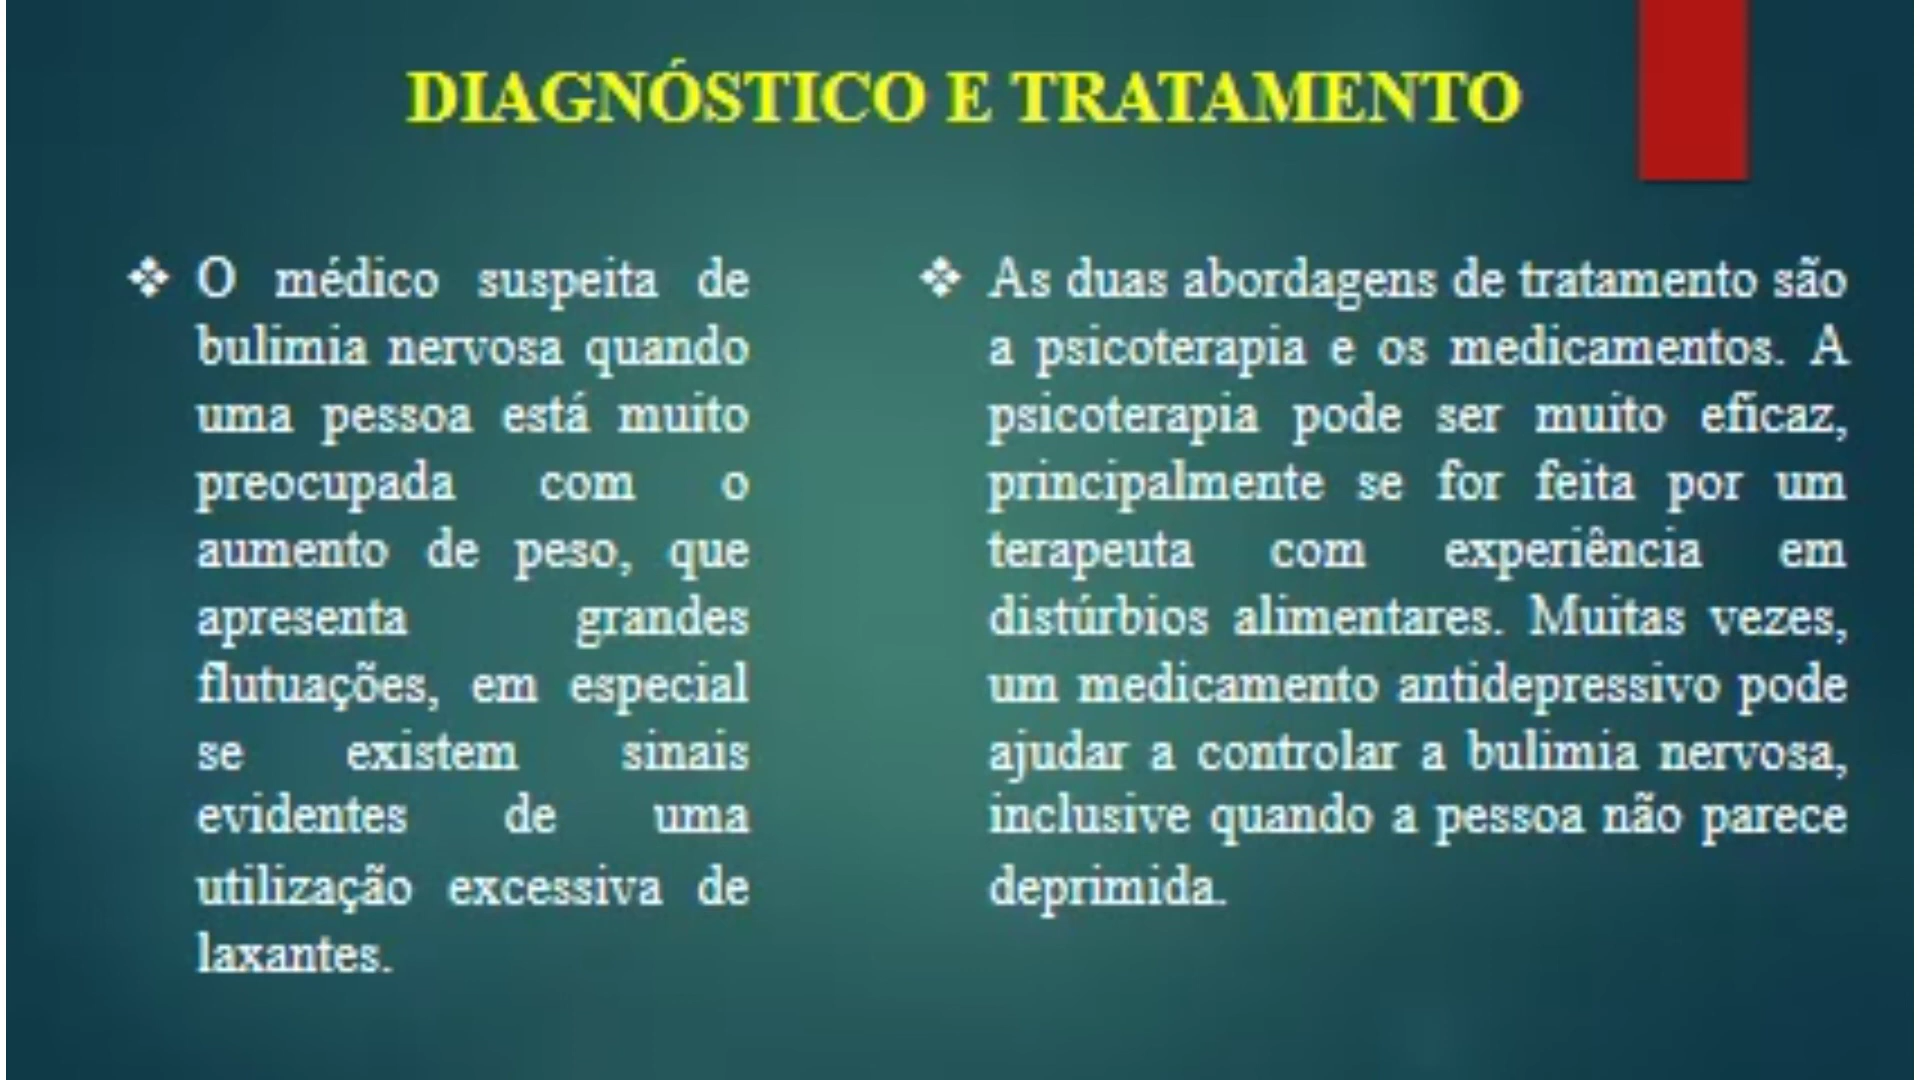 DIAGNÓSTICO E TRATAMENTO
❖ O médico suspeita de
bulimia nervosa quando
uma pessoa está muito
preocupada com o
aumento de peso, que
apresenta grandes
flutuações, em especial
se existem sinais
evidentes de uma
utilização excessiva de
laxantes.
❖ As duas abordagens de tratamento são
a psicoterapia e os medicamentos. A
psicoterapia pode ser muito eficaz,
principalmente se for feita por um
terapeuta com experiência em
distúrbios alimentares. Muitas vezes,
um medicamento antidepressivo pode
ajudar a controlar a bulimia nervosa,
inclusive quando a pessoa não parece
deprimida.